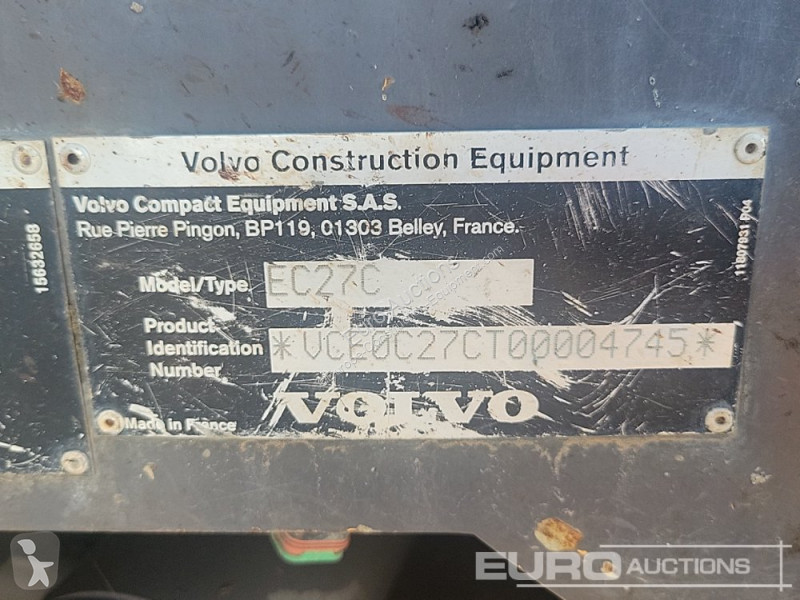 Volvo Construction Equipment
Volvo Compact Equipment S.A.S.
Rue Pierre Pingon, BP119, 01303 Belley, France.
Model/Type. EC27C
Product
Identification *VCE0C27CT00004745*
Number
VOLVO
Made in France
15632658
11807931 P04
EURO AUCTIONS